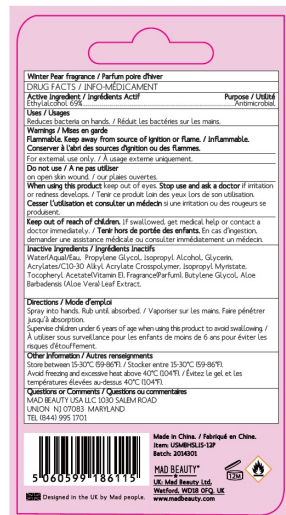 Winter Pear fragrance / Parfum poire d'hiver
DRUG FACTS / INFO-MÉDICAMENT
Active Ingredient / Ingrédients Actif Purpose / Utilité
Ethylalcohol 69% Antimicrobial
Uses / Usages
Reduces bacteria on hands. / Réduit les bactéries sur les mains.
Warnings / Mises en garde
Flammable. Keep away from source of ignition or flame. / Inflammable.
Conserver à l'abri des sources d'ignition ou des flammes.
For external use only. / À usage externe uniquement.
Do not use / A ne pas utiliser
on open skin wound. / our plaies ouvertes.
When using this product keep out of eyes. Stop use and ask a doctor if irritation
or redness develops. / Tenir ce produit loin des yeux lors de son utilisation.
Cesser l'utilisation et consulter un médecin si une irritation ou des rougeurs se
produisent.
Keep out of reach of children. If swallowed, get medical help or contact a
doctor immediately. / Tenir hors de portée des enfants. En cas d'ingestion,
demander une assistance médicale ou consulter immédiatement un médecin.
Inactive Ingredients / Ingrédients Inactifs
Water/Aqua/Eau, Propylene Glycol, Isopropyl Alcohol, Glycerin,
Acrylates/C10-30 Alkyl Acrylate Crosspolymer, Isopropyl Myristate,
Tocopheryl Acetate(Vitamin E), Fragrance(Parfum), Butylene Glycol, Aloe
Barbadensis (Aloe Vera) Leaf Extract.
Directions / Mode d'emploi
Spray into hands. Rub until absorbed. / Vaporiser sur les mains. Faire pénétrer
jusqu'à absorption.
Supervise children under 6 years of age when using this product to avoid swallowing. /
À utiliser sous surveillance pour les enfants de moins de 6 ans pour éviter les
risques d'étouffement.
Other Information / Autres renseignments
Store between 15-30°C (59-86°F). / Stocker entre 15-30°C (59-86°F).
Avoid freezing and excessive heat above 40°C (104°F) / Évitez le gel et les
températures élevées au-dessus 40°C (104°F).
Questions or Comments / Questions ou commentaires
MAD BEAUTY USA LLC 1030 SALEM ROAD
UNION NJ 07083 MARYLAND
TEL (844) 995 1701
Made in China. / Fabriqué en Chine.
Item: USMBHSL15-12P
Batch: 2014301
MAD BEAUTY
UK: Mad Beauty Ltd.
Watford, WD18 0FQ. UK
www.madbeauty.com
12M
5 060599 186115
Designed in the UK by Mad people.